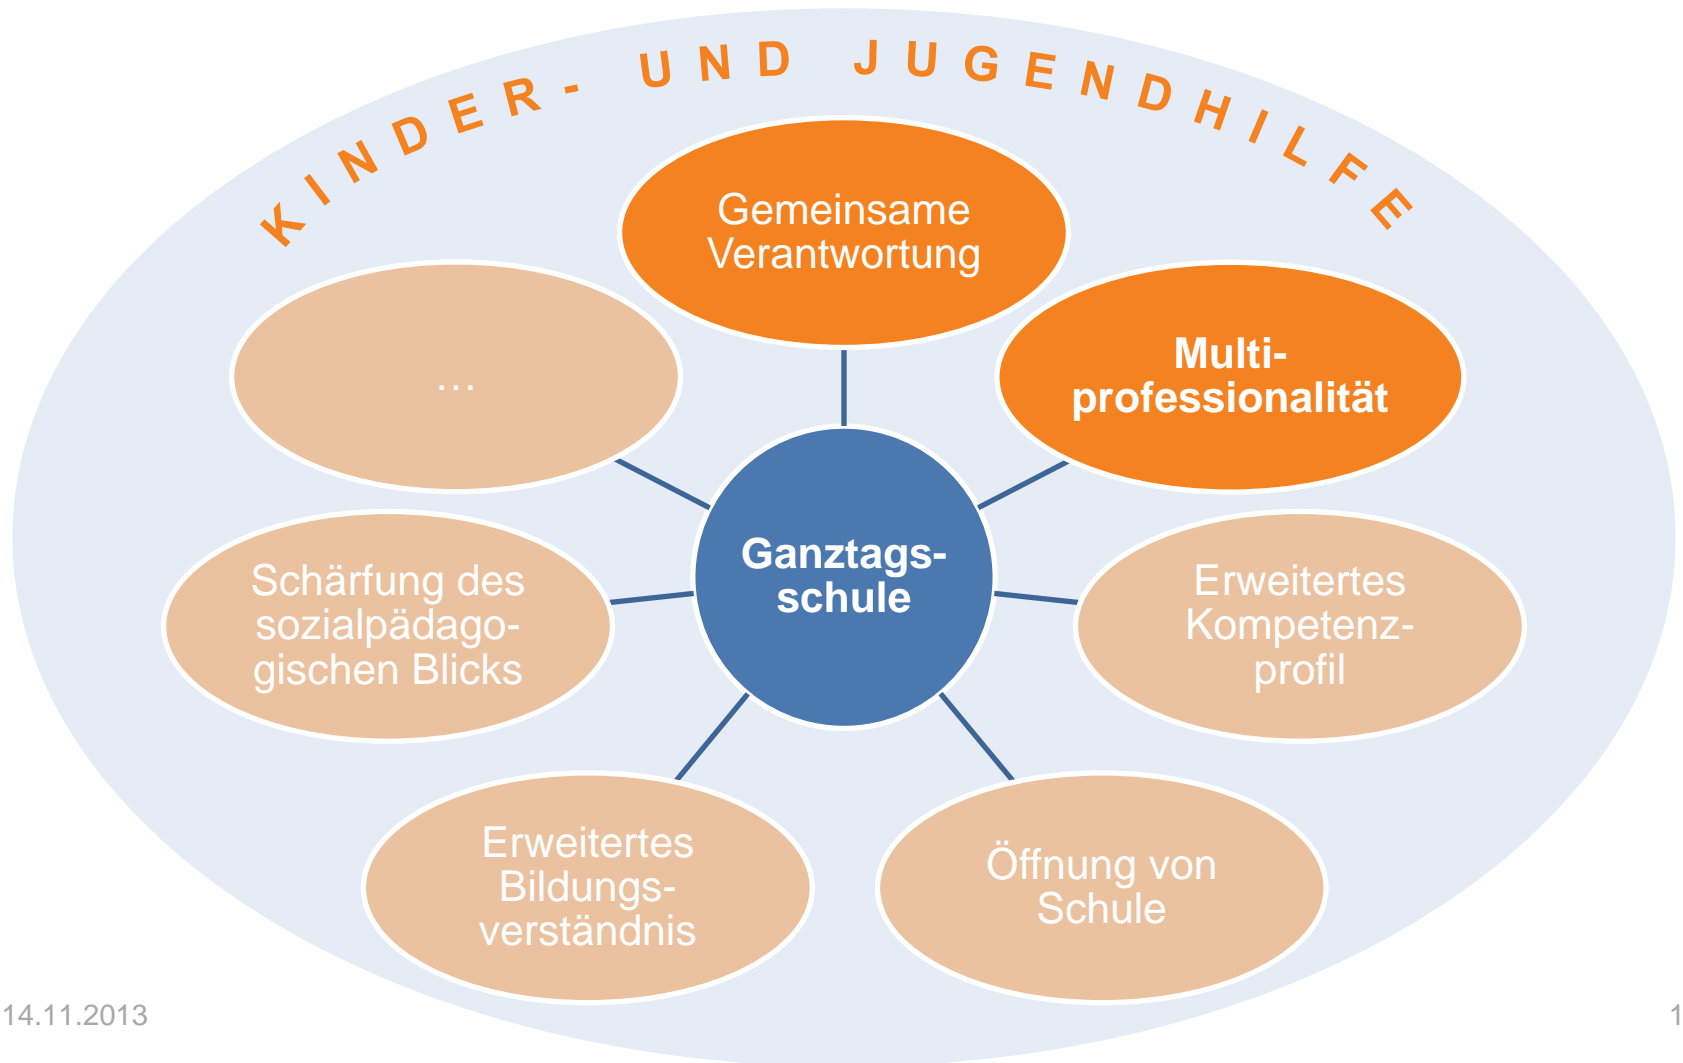 KINDER- UND JUGENDHILFE
Gemeinsame
Verantwortung
Multi-
professionalität
Erweitertes
Kompetenz-
profil
Öffnung von
Schule
Erweitertes
Bildungs-
verständnis
Schärfung des
sozialpädago-
gischen Blicks
…
Ganztags-
schule
14.11.2013
1